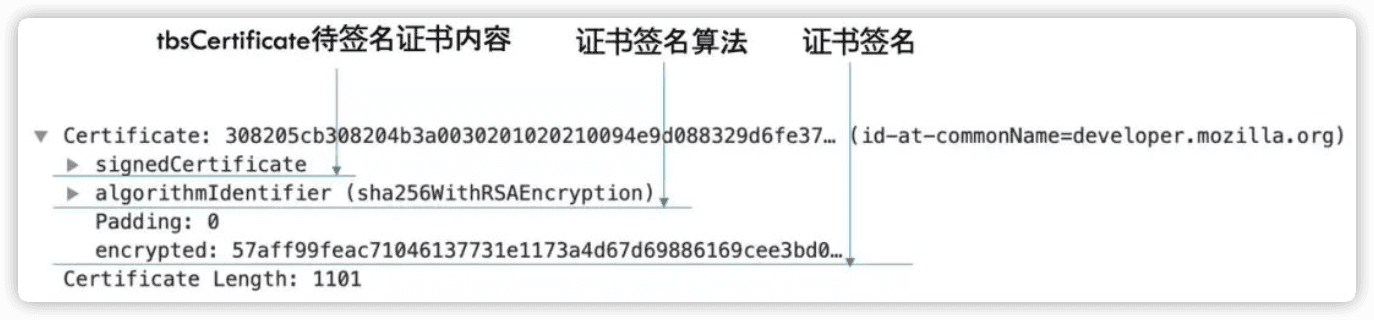 tbsCertificate待签名证书内容 证书签名算法 证书签名
Certificate: 308205cb308204b3a0030201020210094e9d088329d6fe37… (id-at-commonName=developer.mozilla.org)
signedCertificate
algorithmIdentifier (sha256WithRSAEncryption)
Padding: 0
encrypted: 57aff99feac71046137731e1173a4d67d69886169cee3bd0…
Certificate Length: 1101